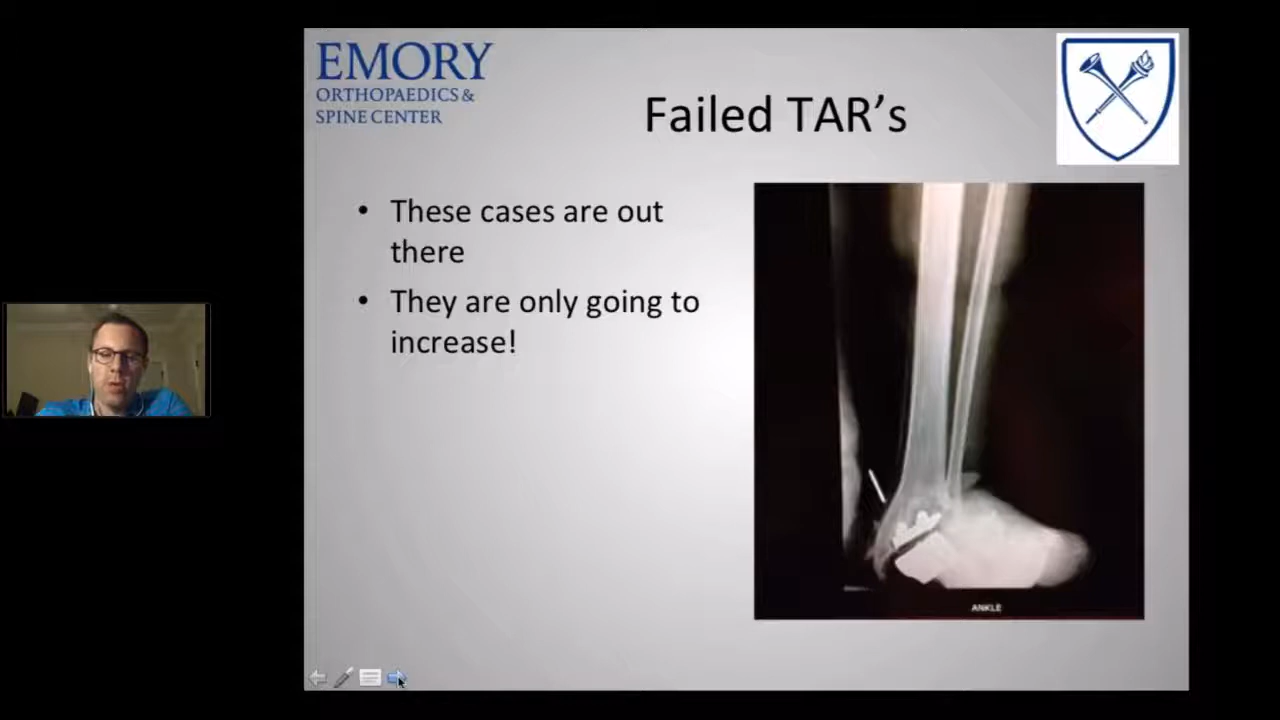 EMORY
ORTHOPAEDICS &
SPINE CENTER
Failed TAR's
• These cases are out
there
• They are only going to
increase!
ANKLE